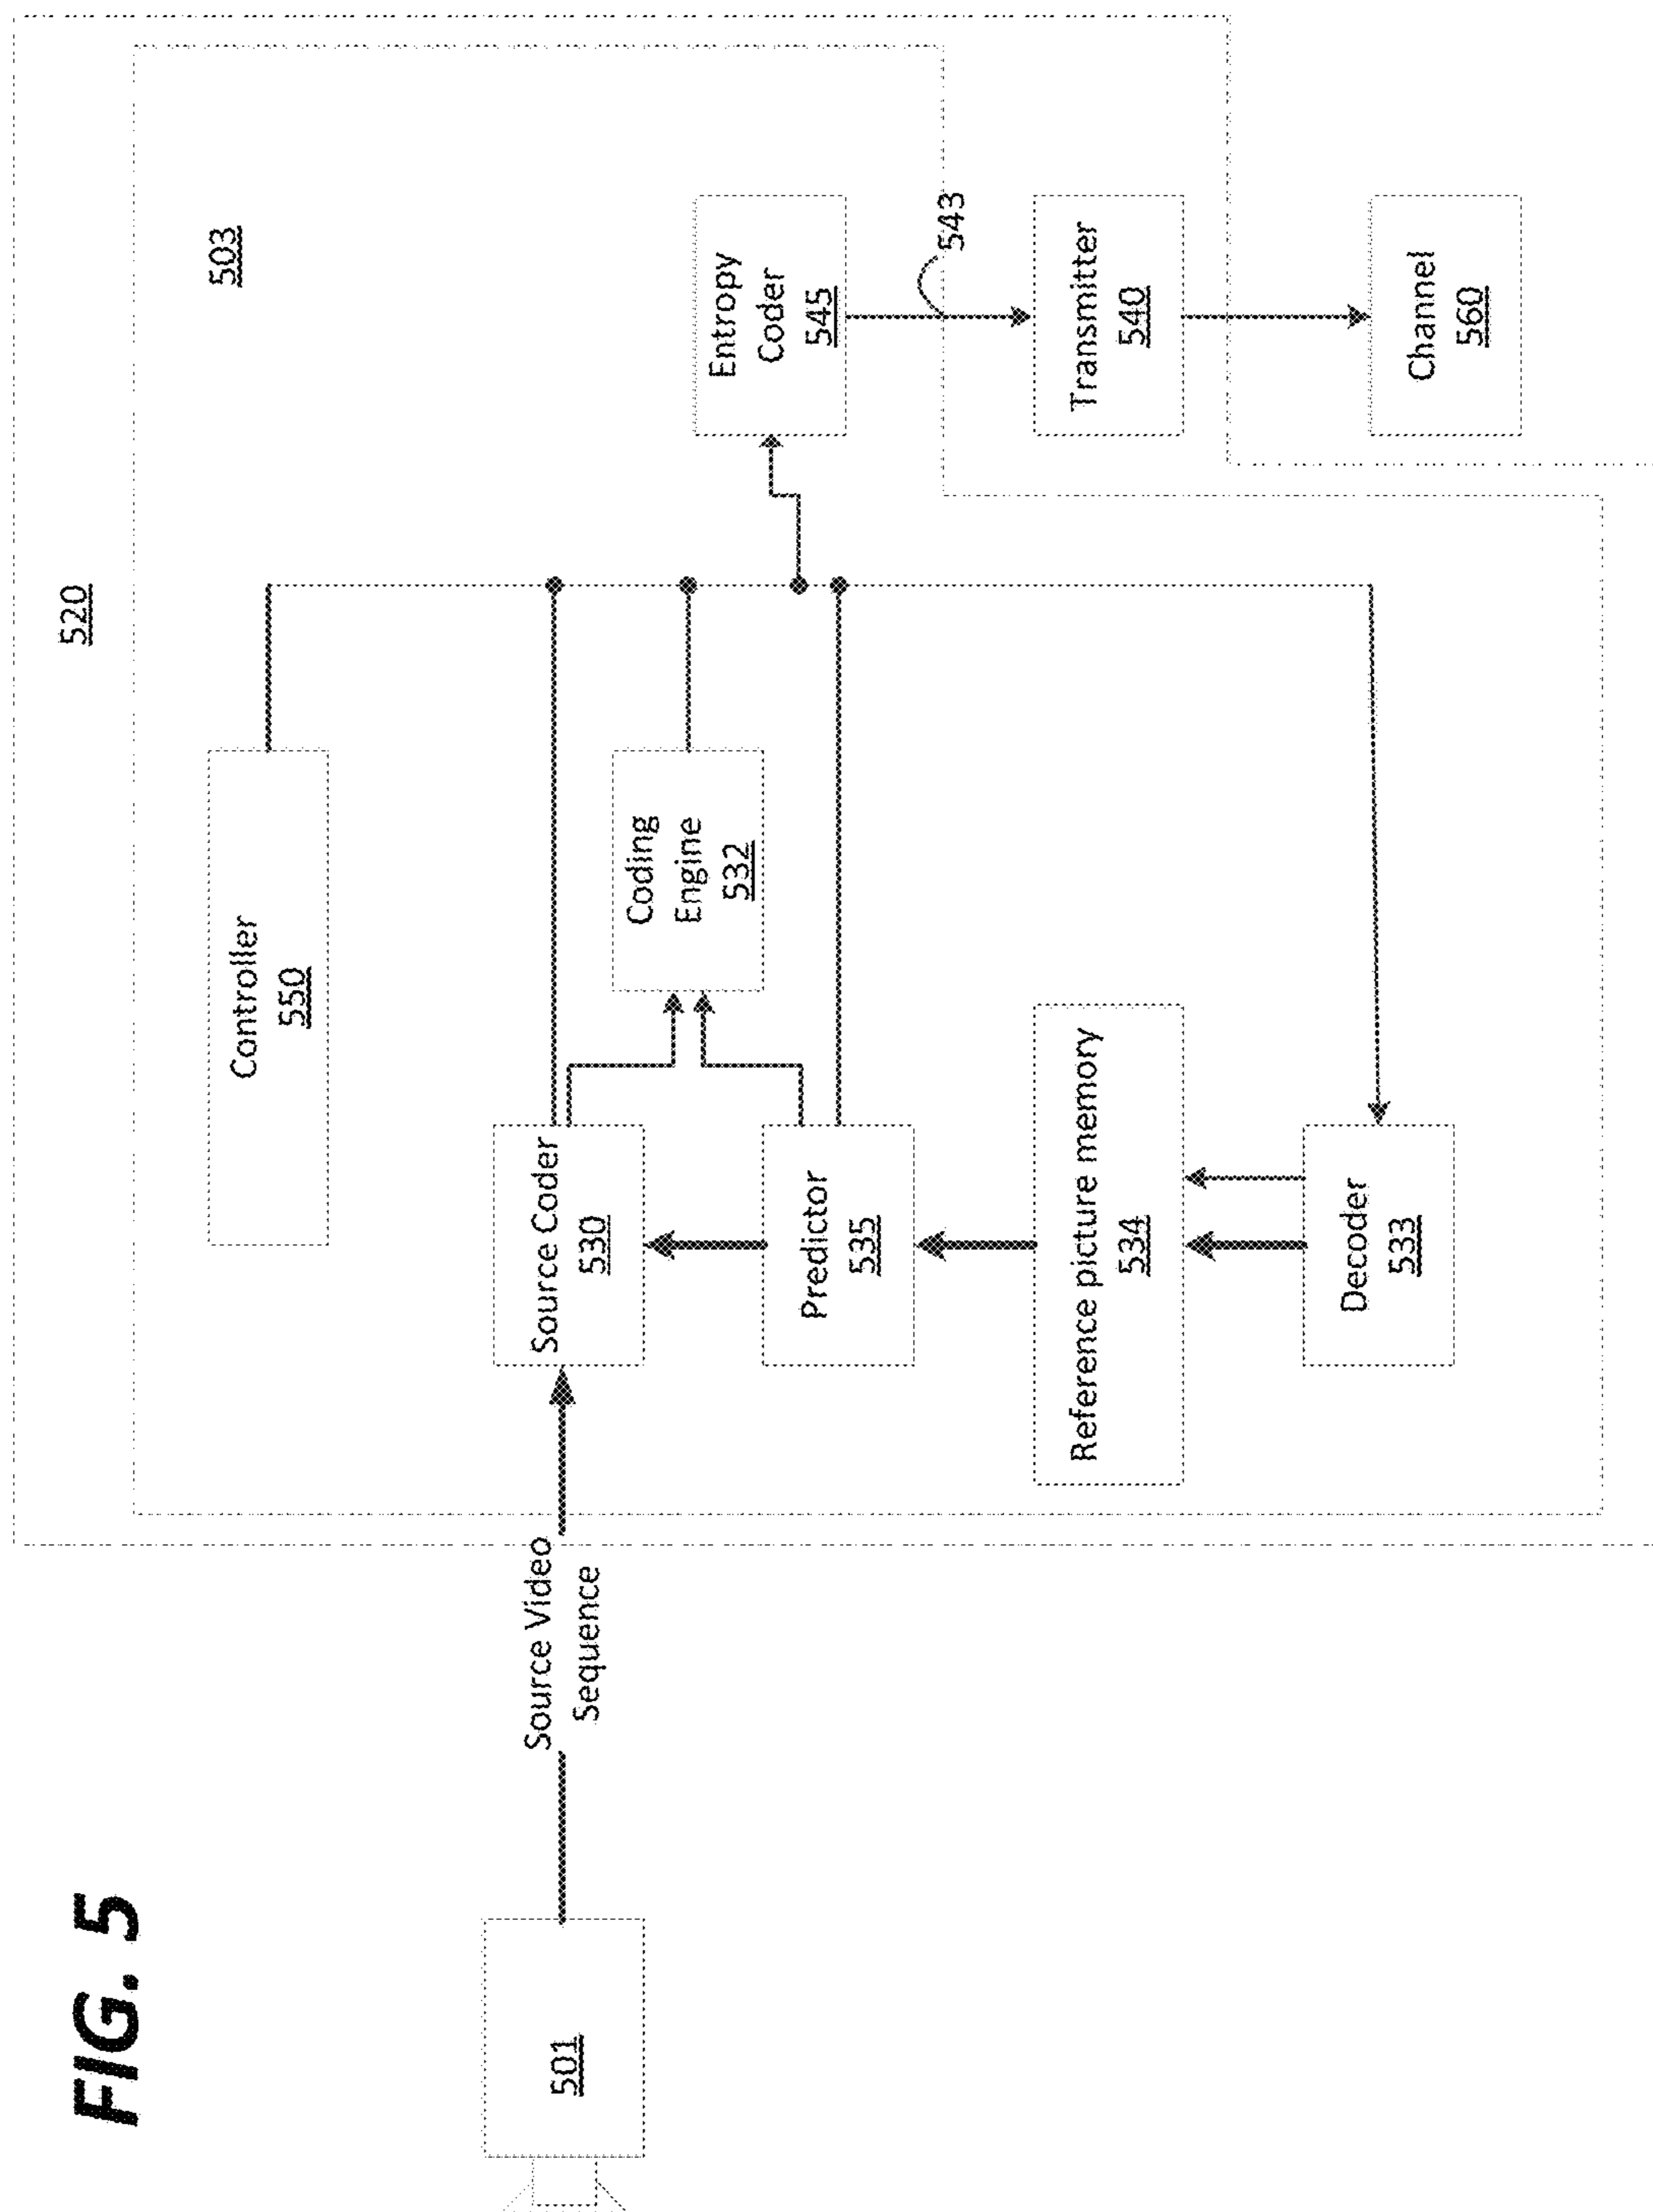 FIG. 5
520
503
Controller
550
501
Source Video
Sequence
Source Coder
530
Coding
Engine
532
Entropy
Coder
545
Predictor
535
543
Reference picture memory
534
Transmitter
540
Decoder
533
Channel
560